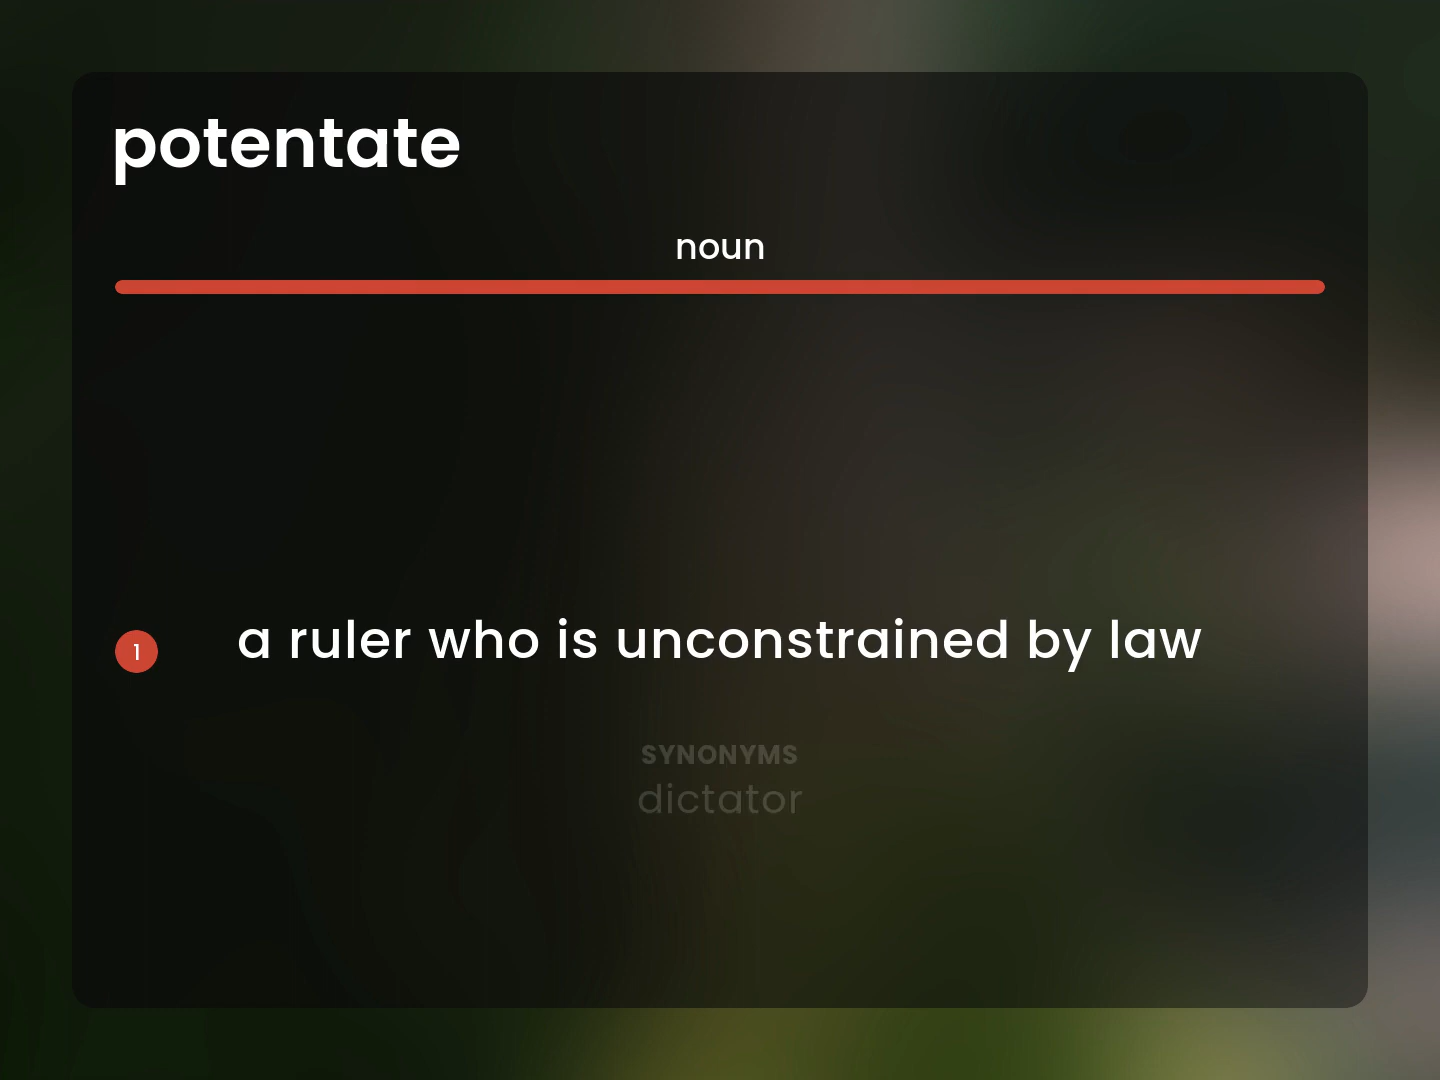 potentate
noun
1 a ruler who is unconstrained by law
SYNONYMS
dictator